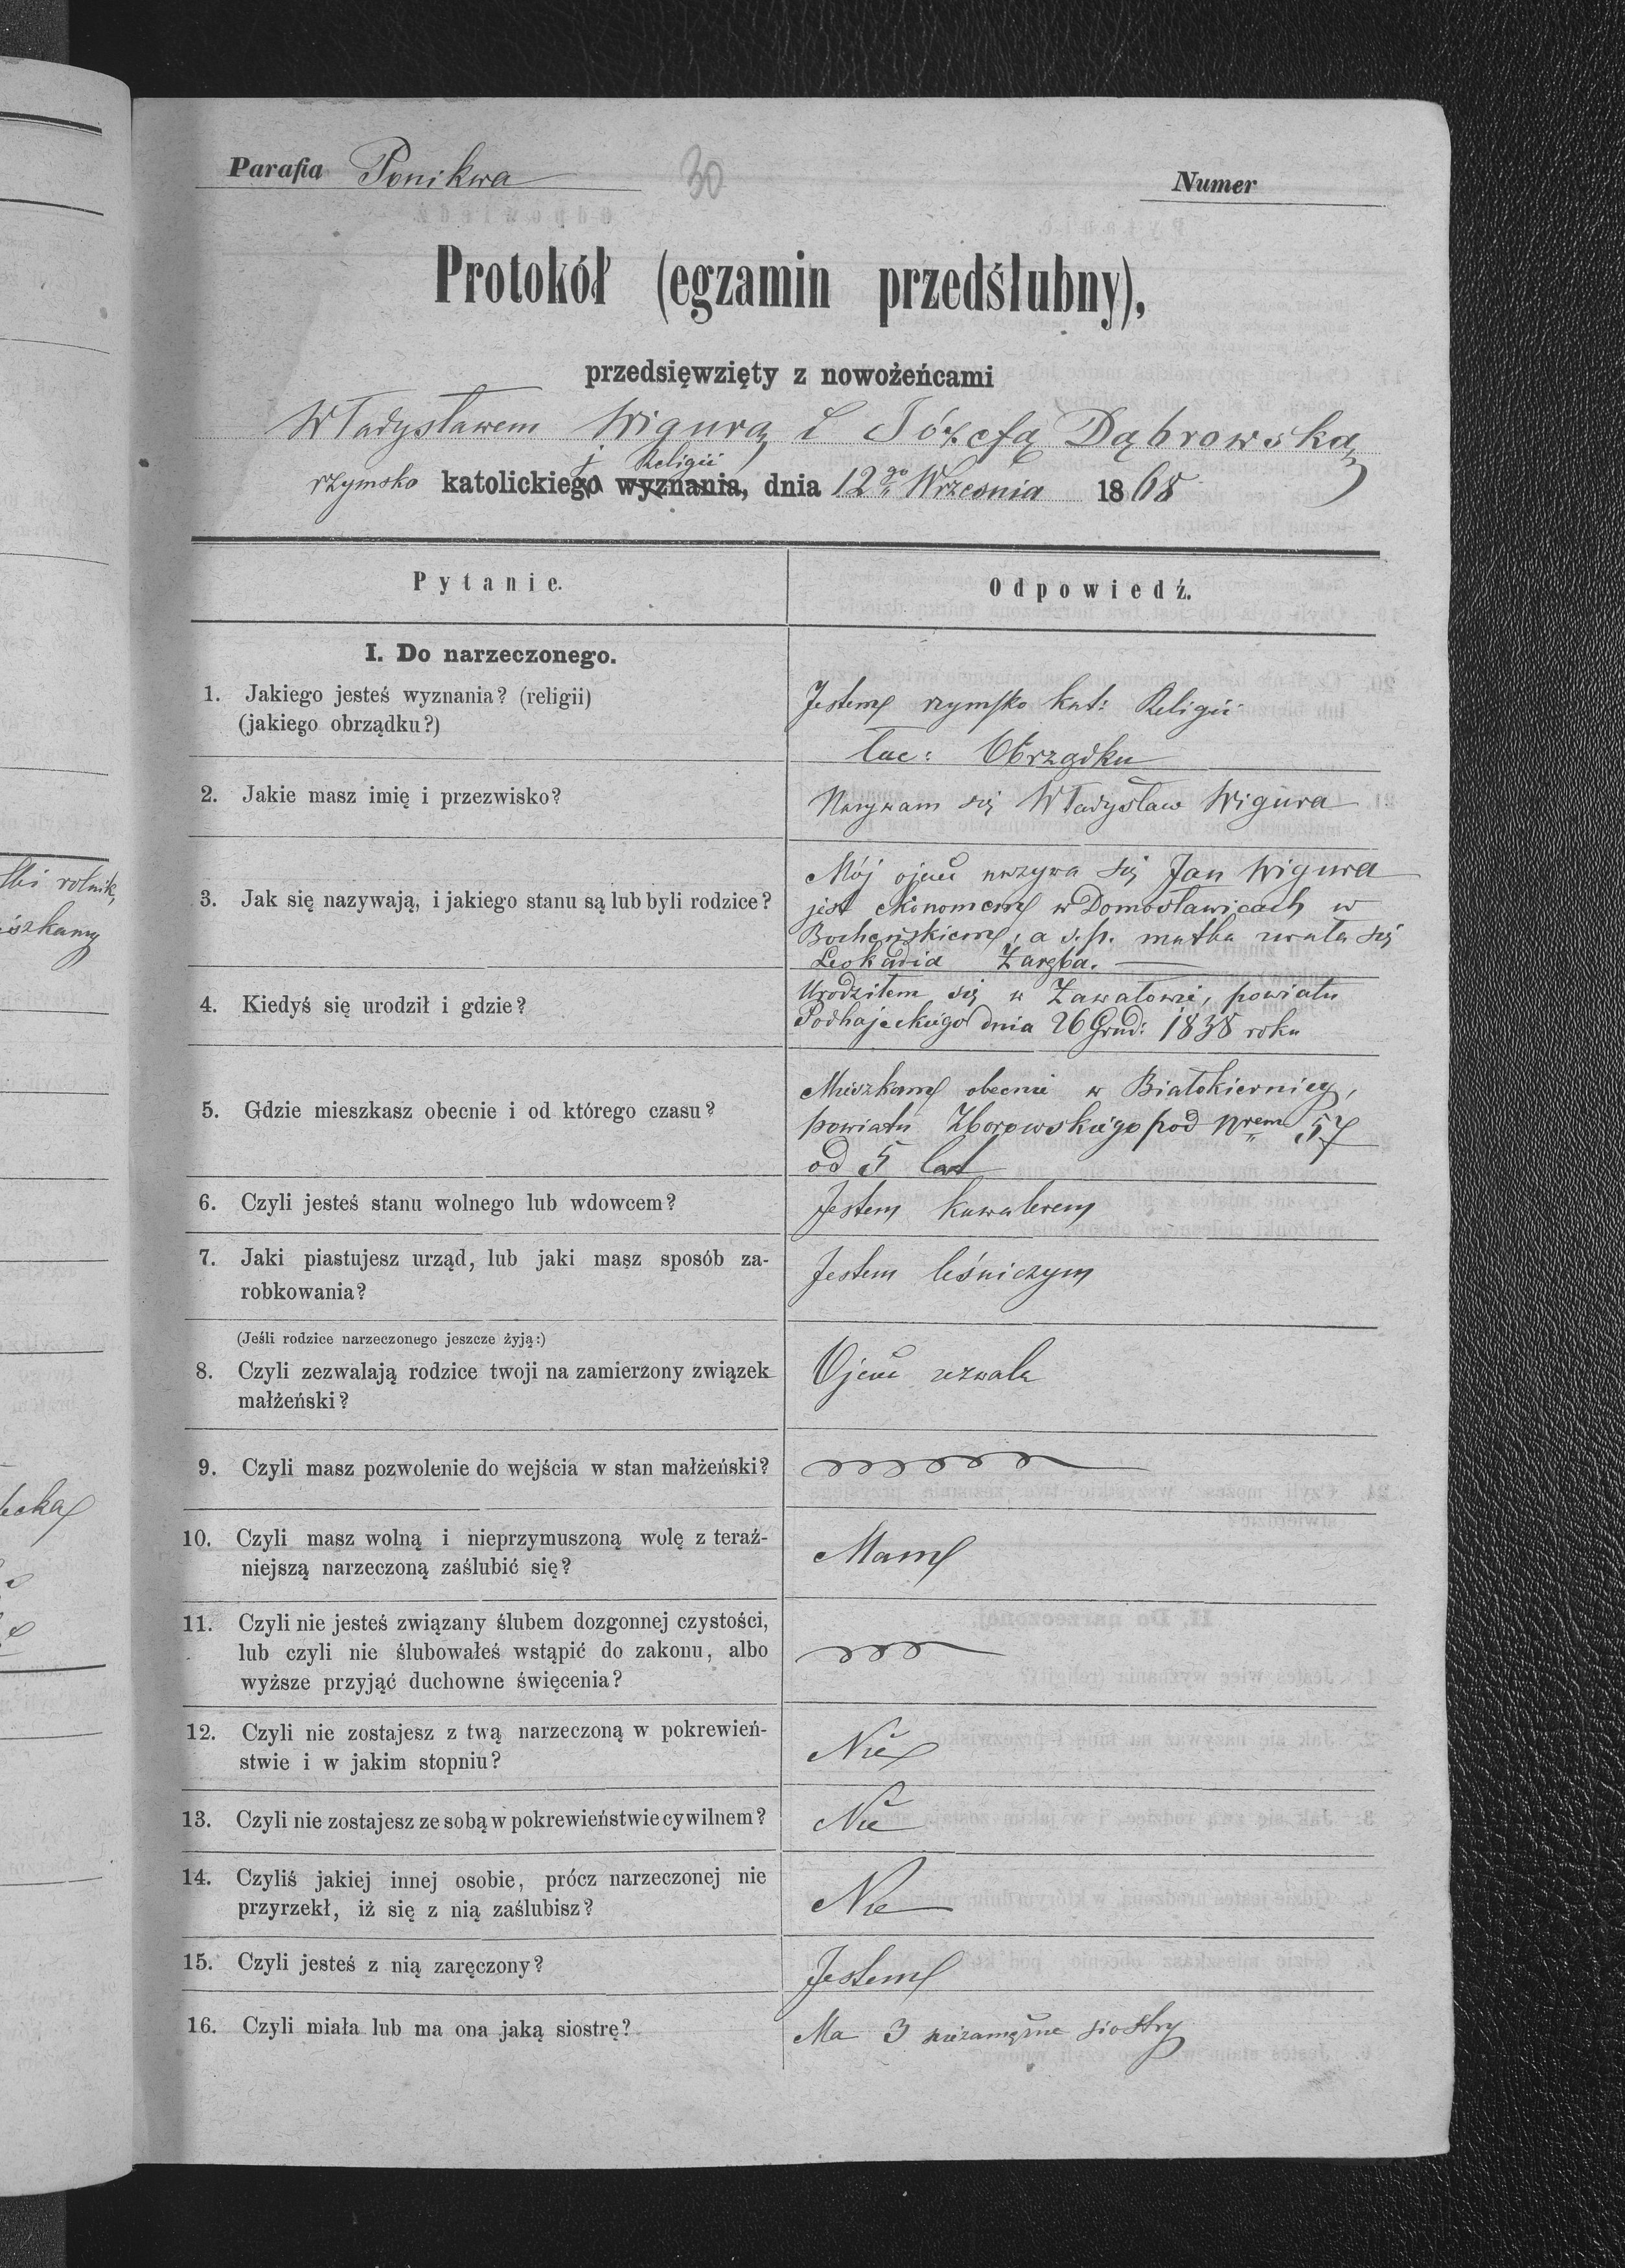 Parafia Ponikwa 30 Numer
Protokół (egzamin przedślubny),
przedsięwzięty z nowożeńcami
Władysławem Wigurą i Józefą Dąbrowską
j Religii
rzymsko katolickiego wyznania, dnia 12go Września 1868
Pytanie. Odpowiedź.
I. Do narzeczonego.
1. Jakiego jesteś wyznania? (religii)
(jakiego obrządku?)
Jestem rzymsko kat: Religii
łac: Obrządku
2. Jakie masz imię i przezwisko?
Nazywam się Władysław Wigura
3. Jak się nazywają, i jakiego stanu są lub byli rodzice?
Mój ojciec nazywa się Jan Wigura
jest ekonomem w Domosławicach w
Bocheńskiem, a ś.p. matka zwała się
Leokadia Zaręba.
4. Kiedyś się urodził i gdzie?
Urodziłem się w Zawałowie, powiatu
Podhajeckiego dnia 26 Grud: 1838 roku
5. Gdzie mieszkasz obecnie i od którego czasu?
Mieszkam obecnie w Białokiernicy,
powiatu Zborowskiego pod Nrem 57
od 5 lat
6. Czyli jesteś stanu wolnego lub wdowcem?
Jestem kawalerem
7. Jaki piastujesz urząd, lub jaki masz sposób za-
robkowania?
Jestem leśniczym
(Jeśli rodzice narzeczonego jeszcze żyją:)
8. Czyli zezwalają rodzice twoji na zamierzony związek
małżeński?
Ojciec zezwala
9. Czyli masz pozwolenie do wejścia w stan małżeński?
10. Czyli masz wolną i nieprzymuszoną wolę z teraź-
niejszą narzeczoną zaślubić się?
Mam
11. Czyli nie jesteś związany ślubem dozgonnej czystości,
lub czyli nie ślubowałeś wstąpić do zakonu, albo
wyższe przyjąć duchowne święcenia?
12. Czyli nie zostajesz z twą narzeczoną w pokrewień-
stwie i w jakim stopniu?
Nie
13. Czyli nie zostajesz ze sobą w pokrewieństwie cywilnem?
Nie
14. Czyliś jakiej innej osobie, prócz narzeczonej nie
przyrzekł, iż się z nią zaślubisz?
Nie
15. Czyli jesteś z nią zaręczony?
Jestem
16. Czyli miała lub ma ona jaką siostrę?
Ma 3 niezamężne siostry